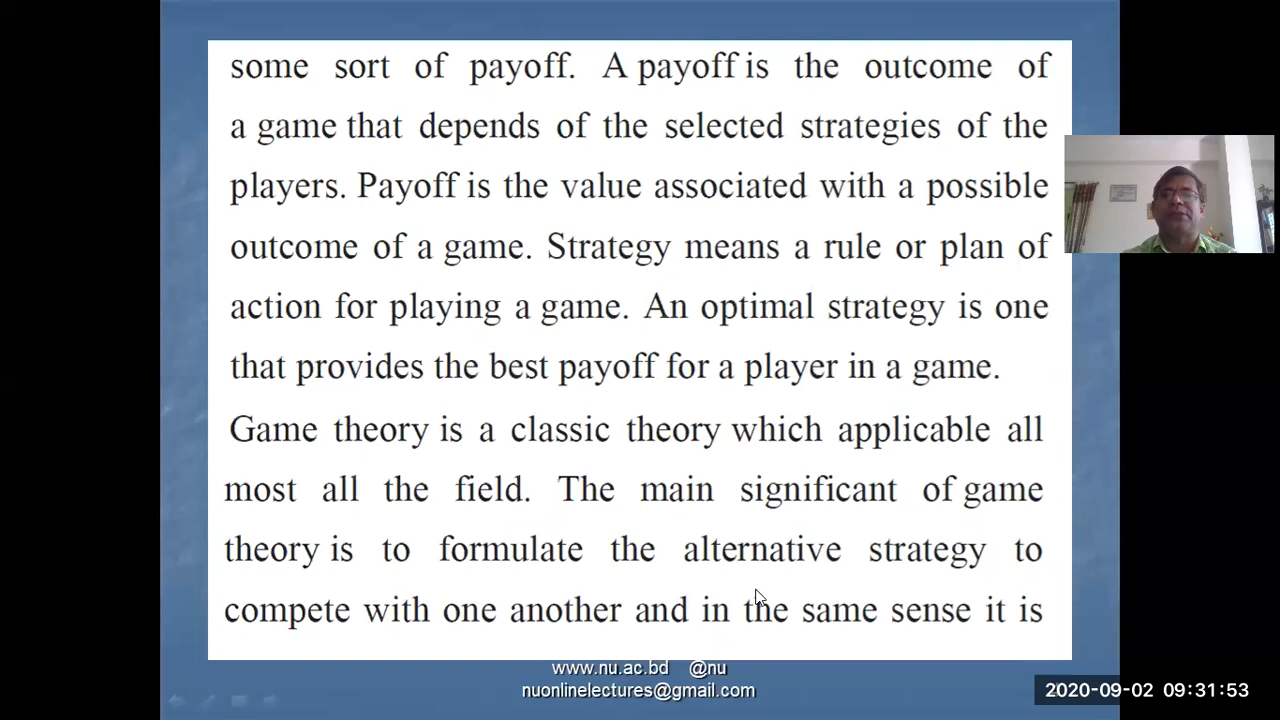 some sort of payoff. A payoff is the outcome of
a game that depends of the selected strategies of the
players. Payoff is the value associated with a possible
outcome of a game. Strategy means a rule or plan of
action for playing a game. An optimal strategy is one
that provides the best payoff for a player in a game.
Game theory is a classic theory which applicable all
most all the field. The main significant of game
theory is to formulate the alternative strategy to
compete with one another and in the same sense it is
www.nu.ac.bd @nu
nuonlinelectures@gmail.com
2020-09-02 09:31:53